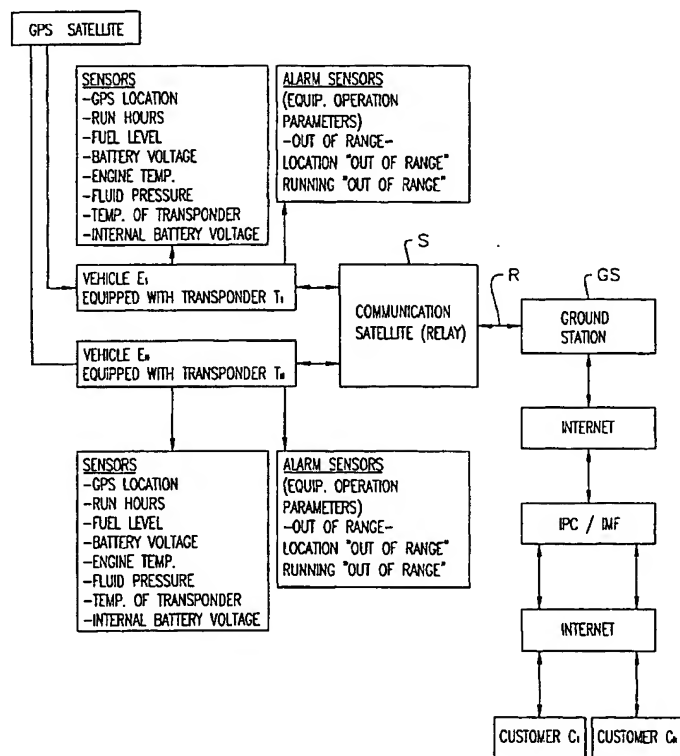 GPS SATELLITE
SENSORS
-GPS LOCATION
-RUN HOURS
-FUEL LEVEL
-BATTERY VOLTAGE
-ENGINE TEMP.
-FLUID PRESSURE
-TEMP. OF TRANSPONDER
-INTERNAL BATTERY VOLTAGE
ALARM SENSORS
(EQUIP. OPERATION
PARAMETERS)
-OUT OF RANGE-
LOCATION "OUT OF RANGE"
RUNNING "OUT OF RANGE"
VEHICLE E₁
EQUIPPED WITH TRANSPONDER T₁
VEHICLE Eₙ
EQUIPPED WITH TRANSPONDER Tₙ
S
COMMUNICATION
SATELLITE (RELAY)
R
GS
GROUND
STATION
INTERNET
IPC / IMF
INTERNET
CUSTOMER C₁
CUSTOMER Cₙ
SENSORS
-GPS LOCATION
-RUN HOURS
-FUEL LEVEL
-BATTERY VOLTAGE
-ENGINE TEMP.
-FLUID PRESSURE
-TEMP. OF TRANSPONDER
-INTERNAL BATTERY VOLTAGE
ALARM SENSORS
(EQUIP. OPERATION
PARAMETERS)
-OUT OF RANGE-
LOCATION "OUT OF RANGE"
RUNNING "OUT OF RANGE"